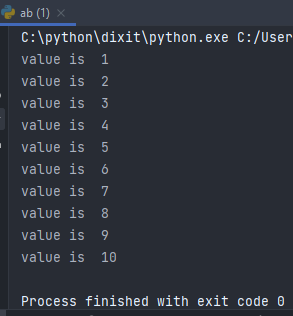 ab (1)
C:\python\dixit\python.exe C:/User
value is  1
value is  2
value is  3
value is  4
value is  5
value is  6
value is  7
value is  8
value is  9
value is  10
Process finished with exit code 0